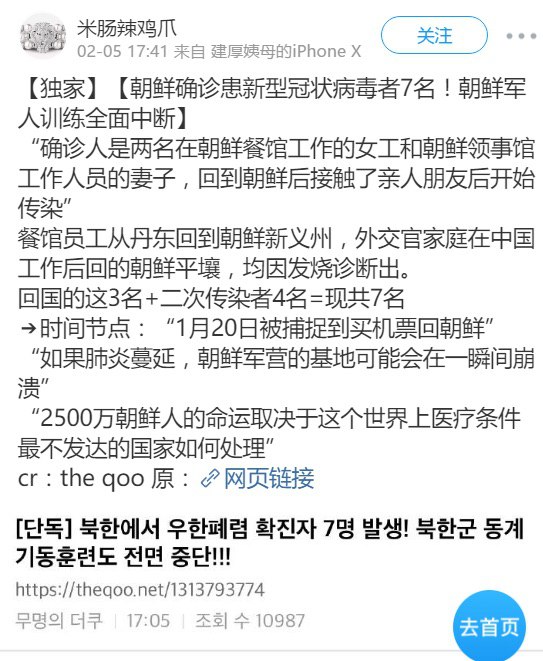 米肠辣鸡爪
02-05 17:41 来自 建厚姨母的iPhone X
关注
【独家】【朝鲜确诊患新型冠状病毒者7名！朝鲜军
人训练全面中断】
“确诊人是两名在朝鲜餐馆工作的女工和朝鲜领事馆
工作人员的妻子，回到朝鲜后接触了亲人朋友后开始
传染”
餐馆员工从丹东回到朝鲜新义州，外交官家庭在中国
工作后回的朝鲜平壤，均因发烧诊断出。
回国的这3名+二次传染者4名=现共7名
➔时间节点：“1月20日被捕捉到买机票回朝鲜”
“如果肺炎蔓延，朝鲜军营的基地可能会在一瞬间崩
溃”
“2500万朝鲜人的命运取决于这个世界上医疗条件
最不发达的国家如何处理”
cr：the qoo 原：网页链接
[단독] 북한에서 우한폐렴 확진자 7명 발생! 북한군 동계
기동훈련도 전면 중단!!!
https://theqoo.net/1313793774
무명의 더쿠 | 17:05 | 조회 수 10987
去首页